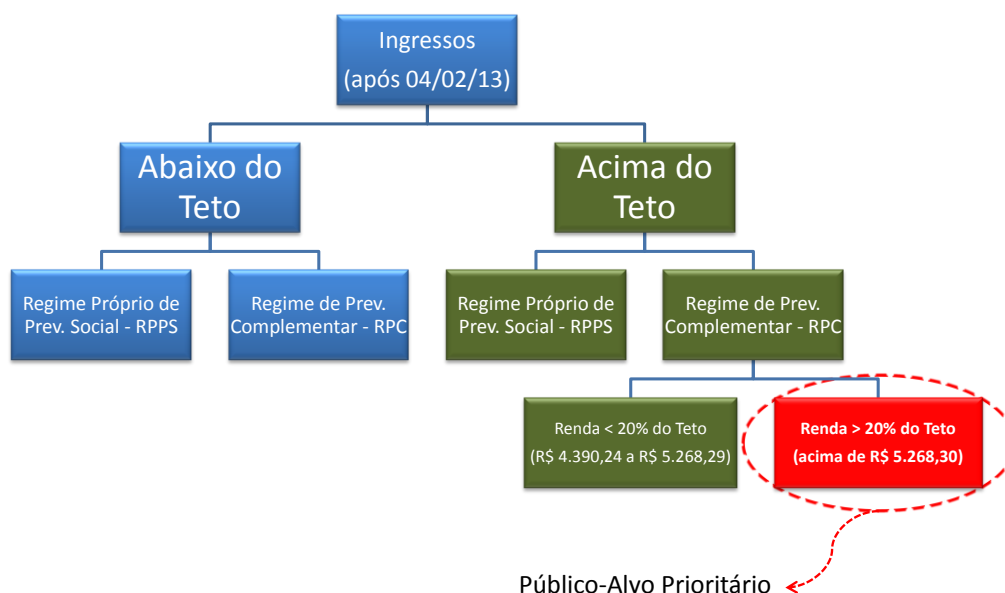 Ingressos
(após 04/02/13)
Abaixo do
Teto
Acima do
Teto
Regime Próprio de
Prev. Social - RPPS
Regime de Prev.
Complementar - RPC
Regime Próprio de
Prev. Social - RPPS
Regime de Prev.
Complementar - RPC
Renda < 20% do Teto
(R$ 4.390,24 a R$ 5.268,29)
Renda > 20% do Teto
(acima de R$ 5.268,30)
Público-Alvo Prioritário